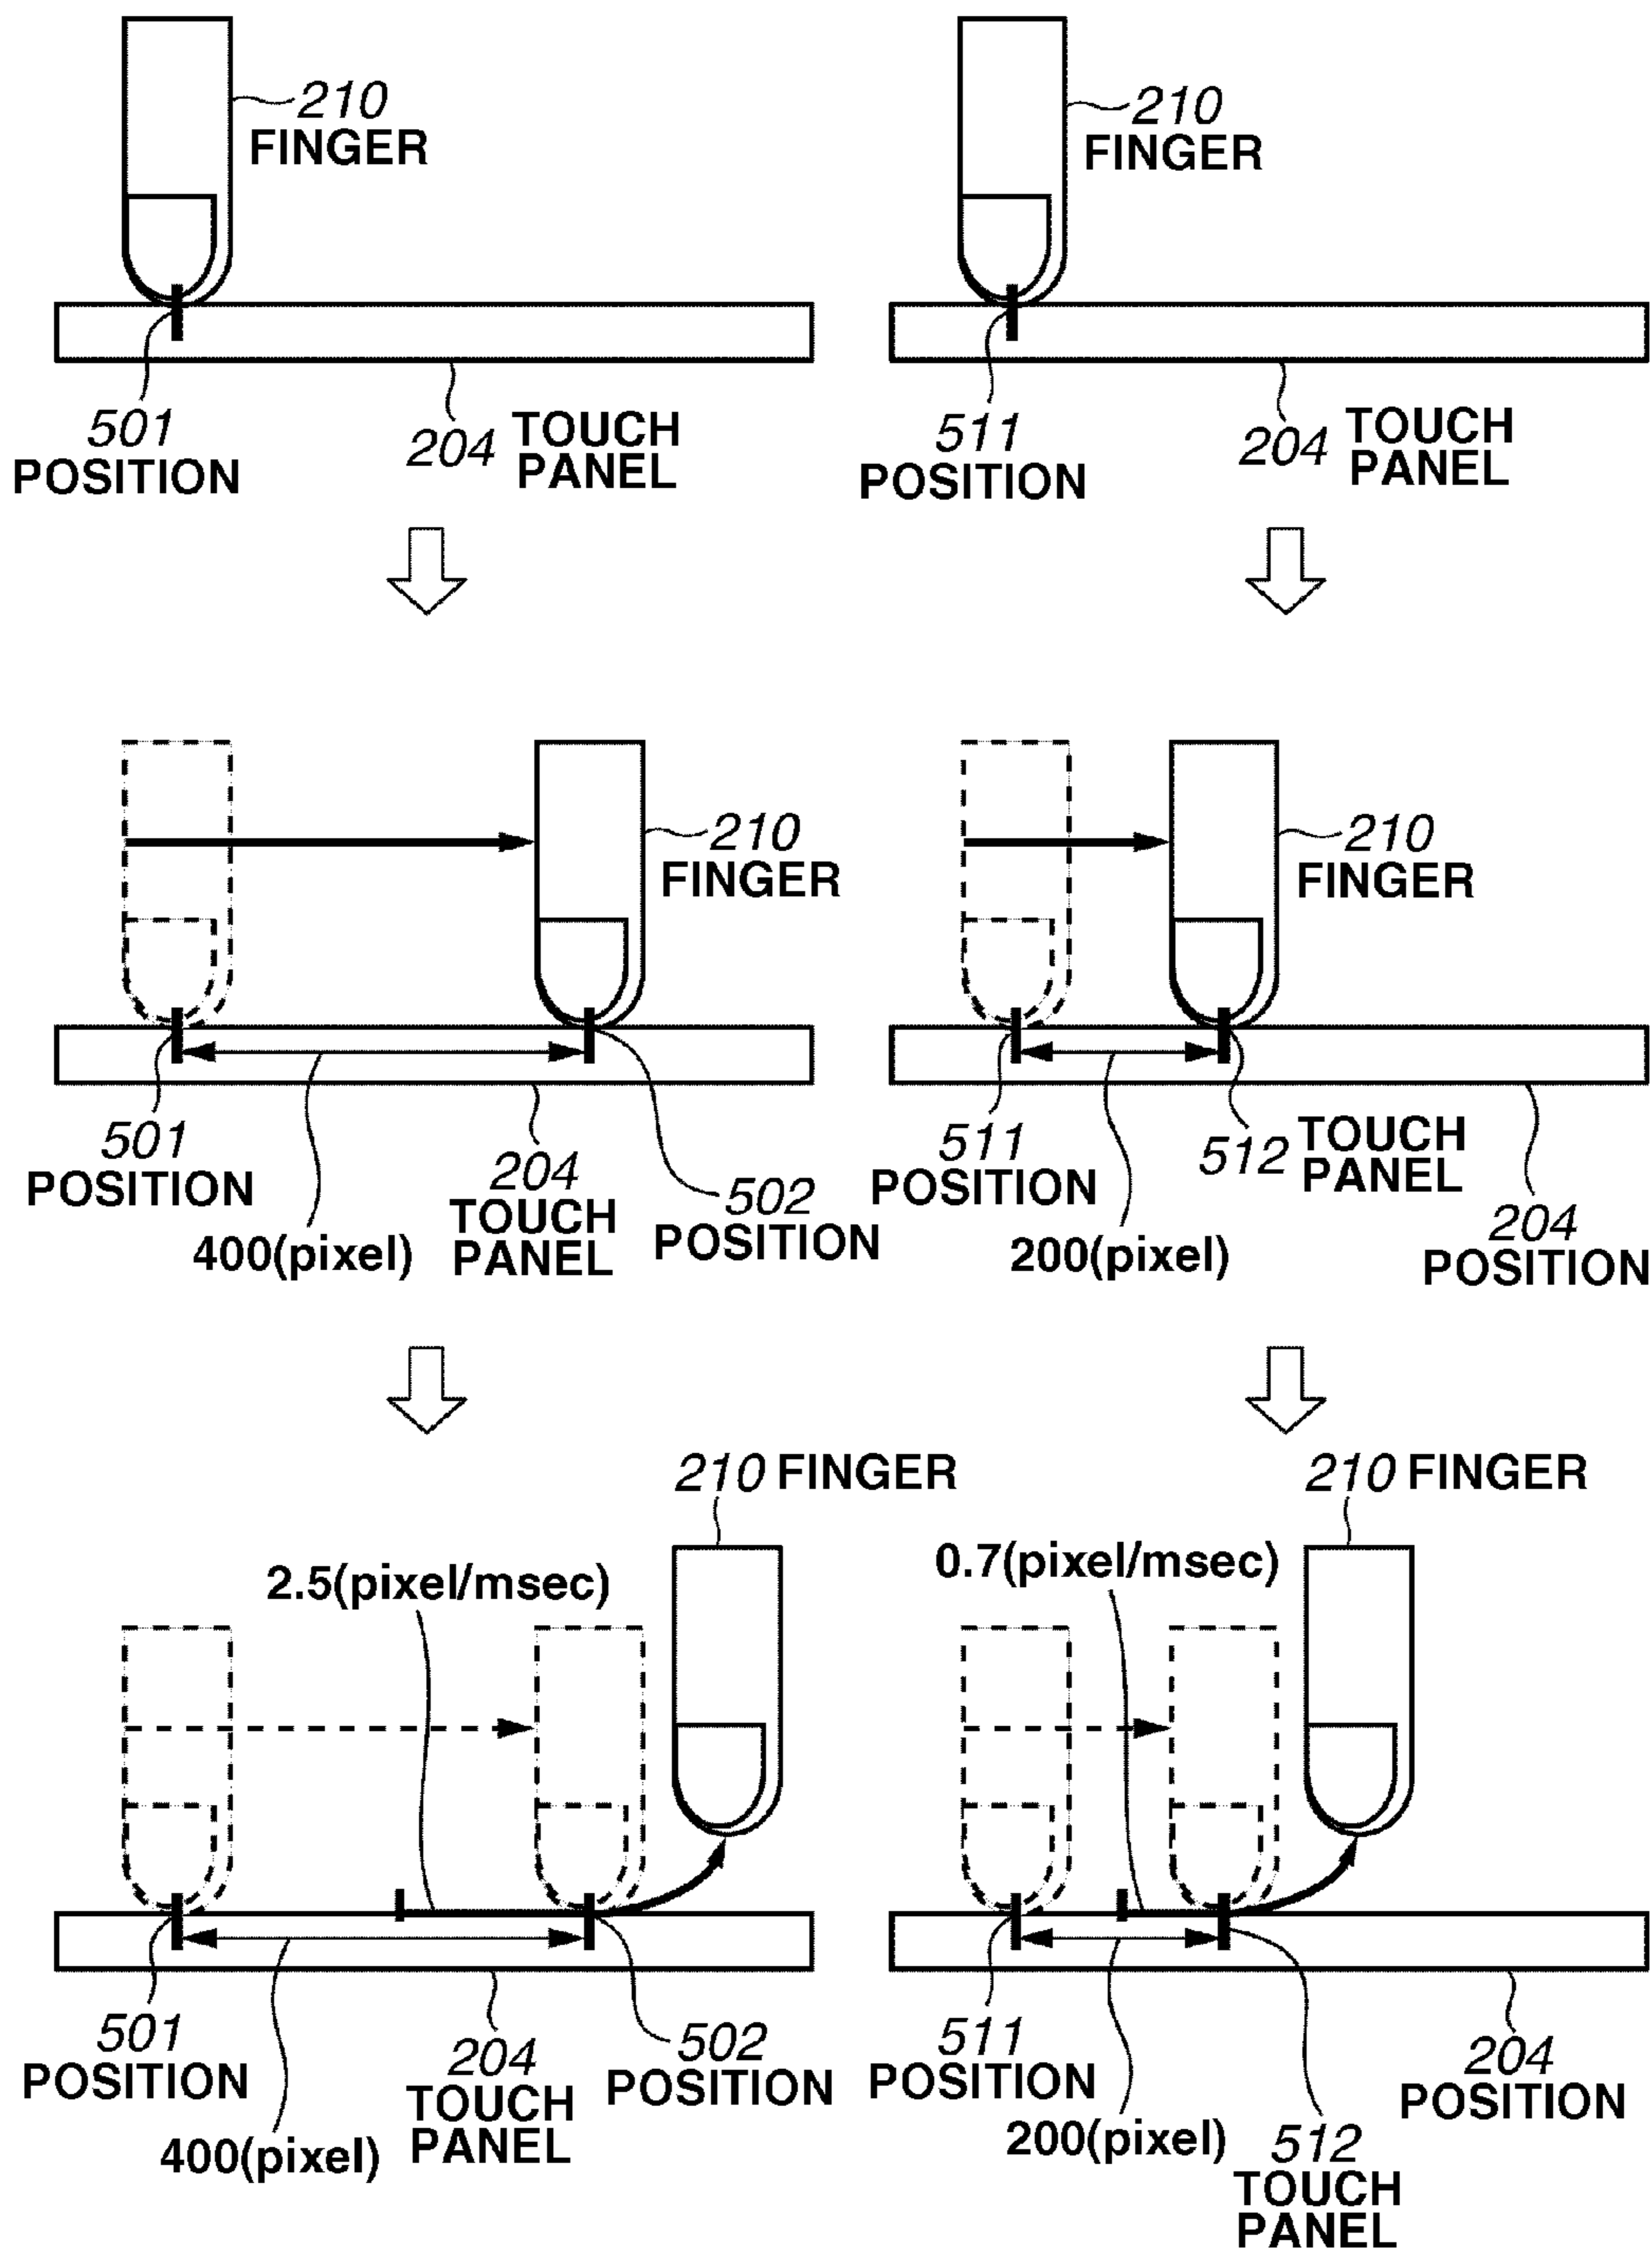 210
FINGER
501
POSITION
204 TOUCH
PANEL
210
FINGER
511
POSITION
204 TOUCH
PANEL
210
FINGER
501
POSITION
400(pixel)
204
TOUCH
PANEL
502
POSITION
210
FINGER
511
POSITION
200(pixel)
512 TOUCH
PANEL
204
POSITION
210 FINGER
2.5(pixel/msec)
501
POSITION
400(pixel)
204
TOUCH
PANEL
502
POSITION
210 FINGER
0.7(pixel/msec)
511
POSITION
200(pixel)
512
TOUCH
PANEL
204
POSITION